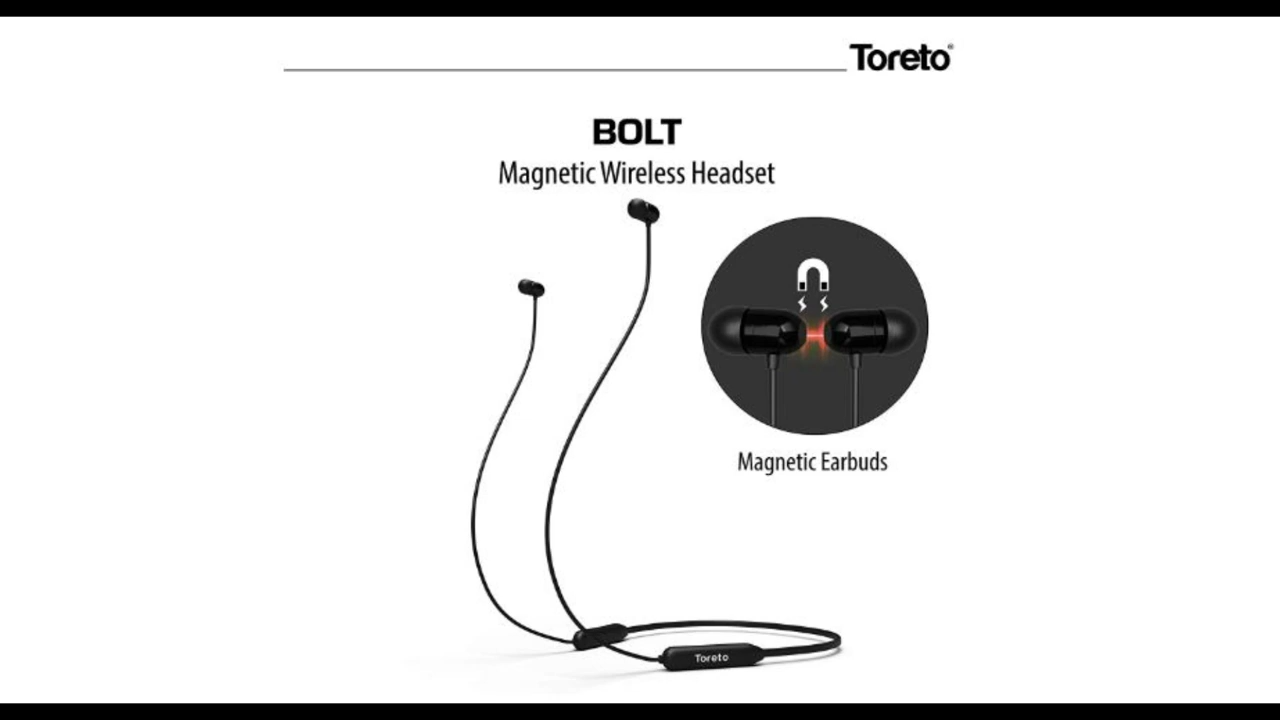 Toreto®
BOLT
Magnetic Wireless Headset
Magnetic Earbuds
Toreto